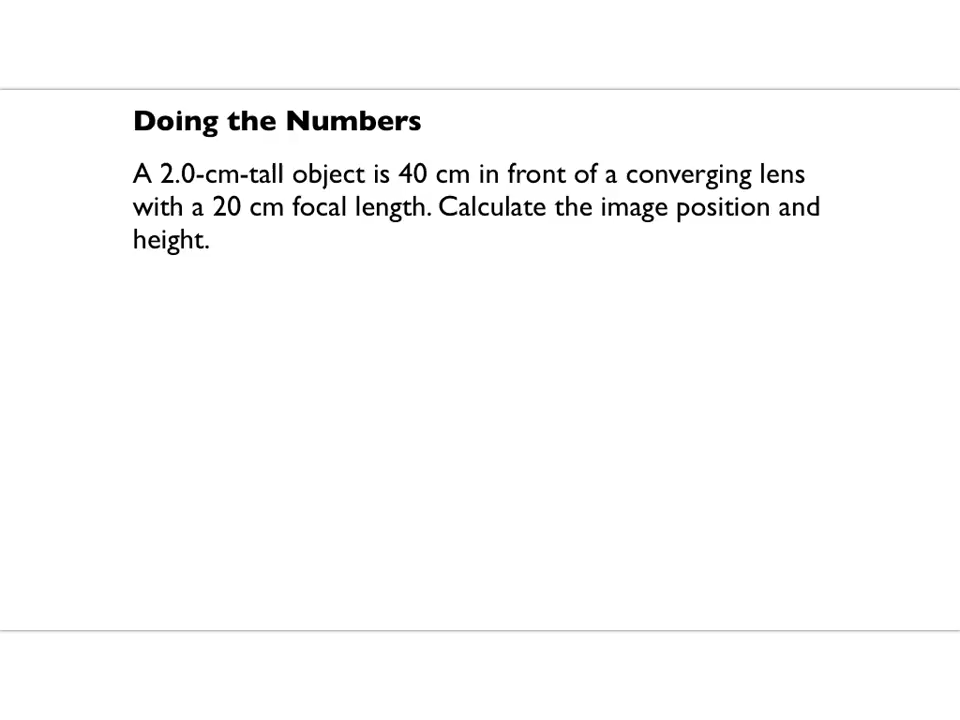 Doing the Numbers
A 2.0-cm-tall object is 40 cm in front of a converging lens
with a 20 cm focal length. Calculate the image position and
height.